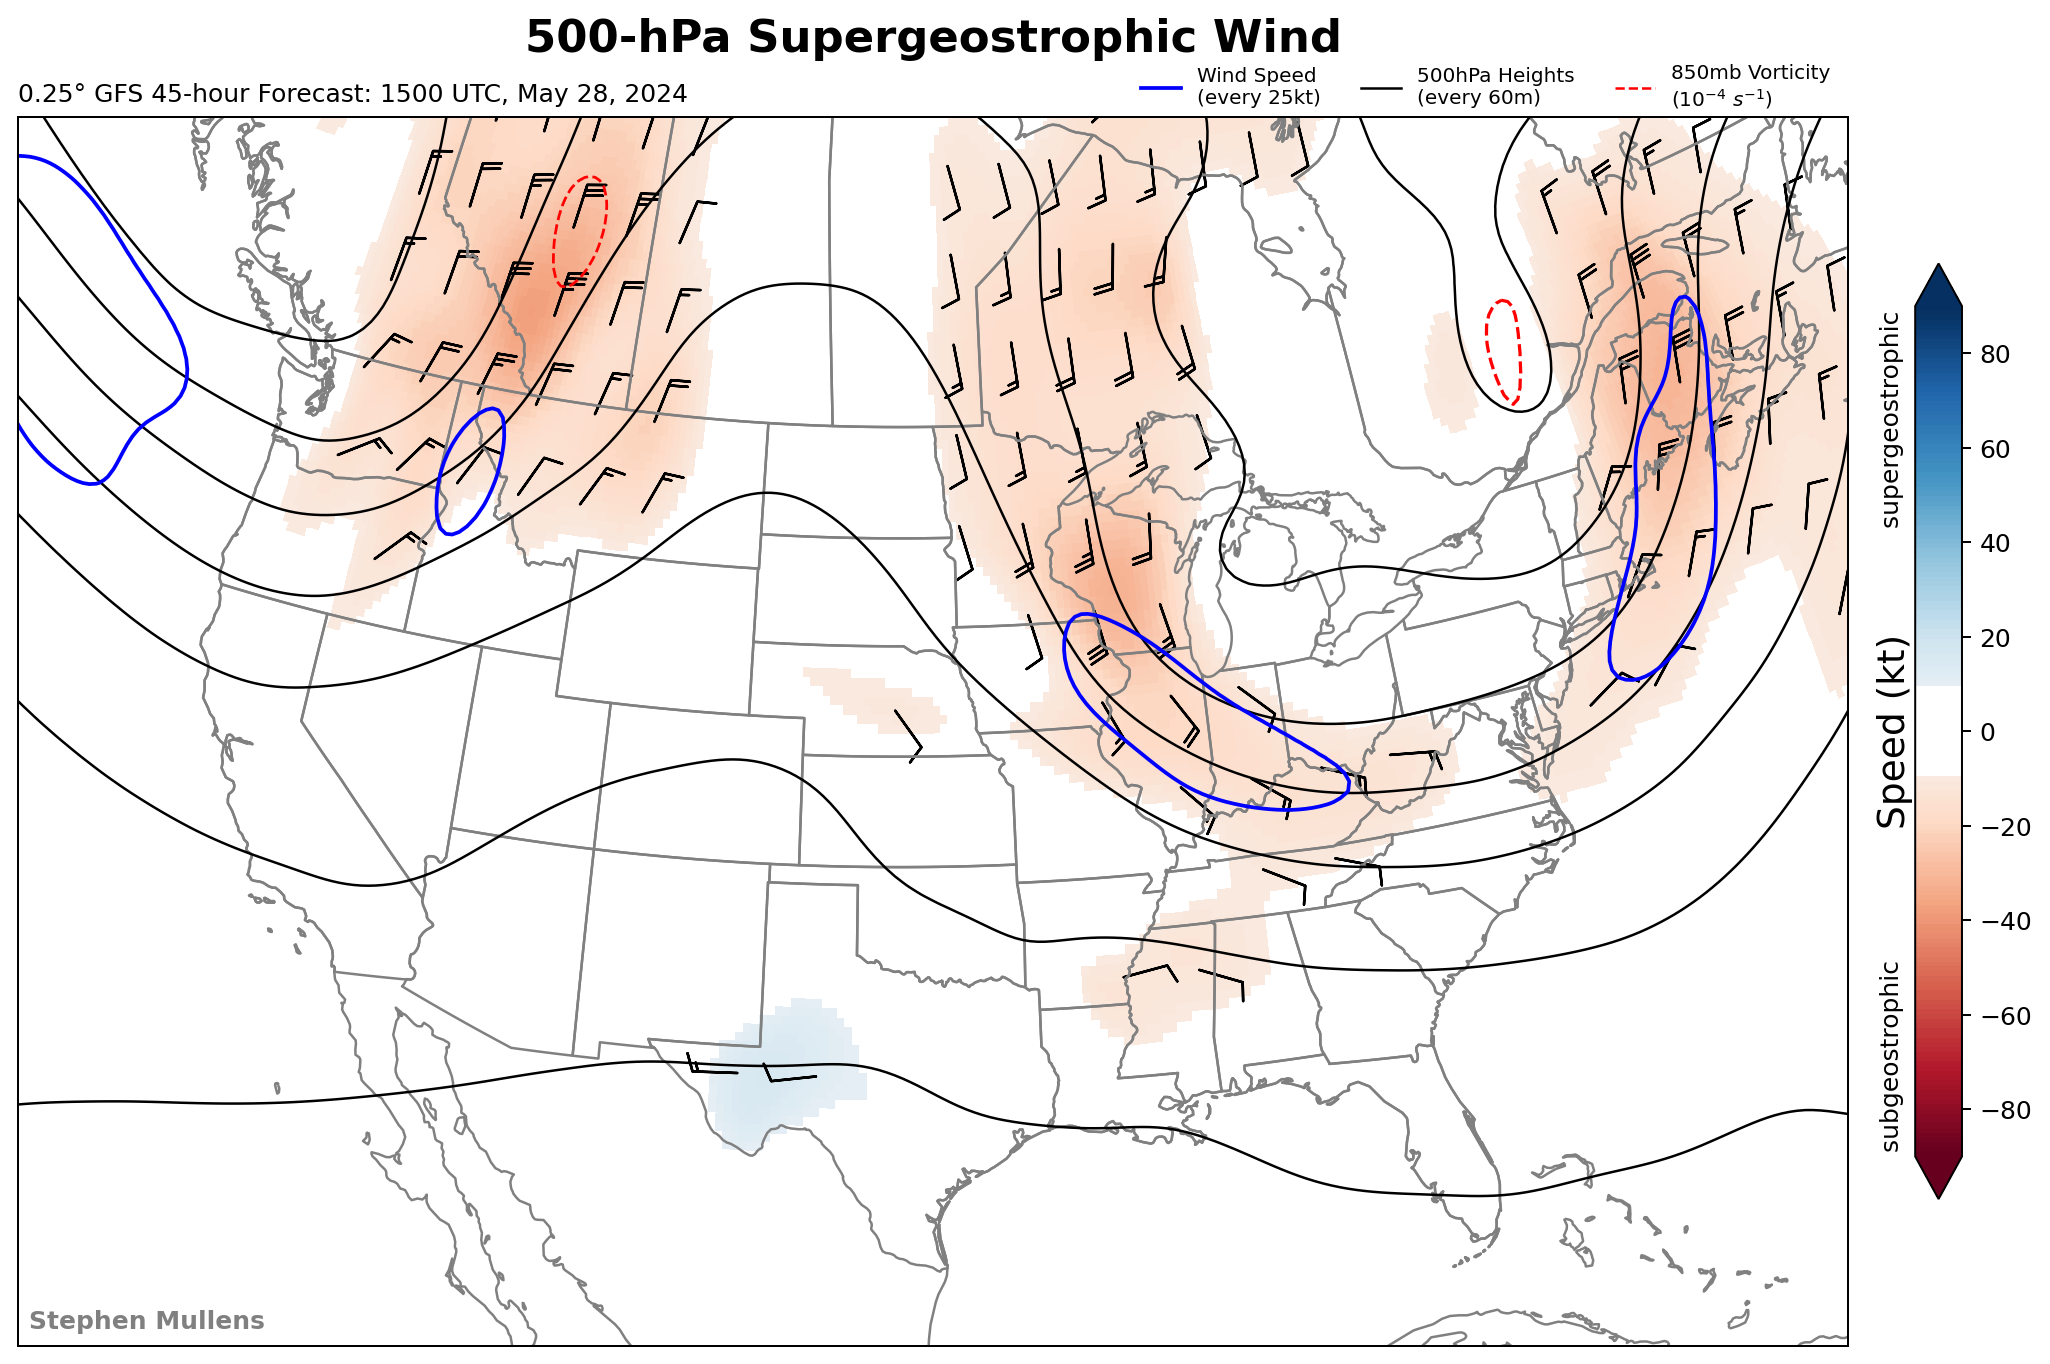 500-hPa Supergeostrophic Wind
0.25° GFS 45-hour Forecast: 1500 UTC, May 28, 2024
Wind Speed
(every 25kt)
500hPa Heights
(every 60m)
850mb Vorticity
(10⁻⁴ s⁻¹)
supergeostrophic
Speed (kt)
subgeostrophic
80
60
40
20
0
−20
−40
−60
−80
Stephen Mullens